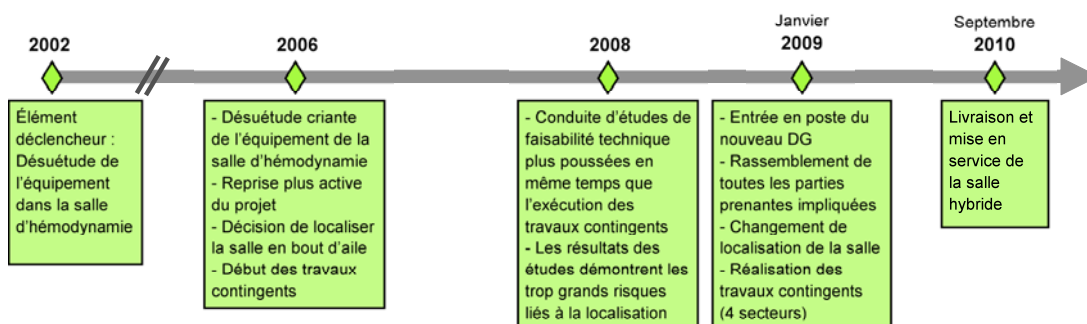 2002
2006
2008
Janvier
2009
Septembre
2010
Élément
déclencheur :
Désuétude de
l'équipement
dans la salle
d'hémodynamie
- Désuétude criante
de l'équipement de la
salle d'hémodynamie
- Reprise plus active
du projet
- Décision de localiser
la salle en bout d'aile
- Début des travaux
contingents
- Conduite d'études de
faisabilité technique
plus poussées en
même temps que
l'exécution des
travaux contingents
- Les résultats des
études démontrent les
trop grands risques
liés à la localisation
- Entrée en poste du
nouveau DG
- Rassemblement de
toutes les parties
prenantes impliquées
- Changement de
localisation de la salle
- Réalisation des
travaux contingents
(4 secteurs)
Livraison et
mise en
service de
la salle
hybride